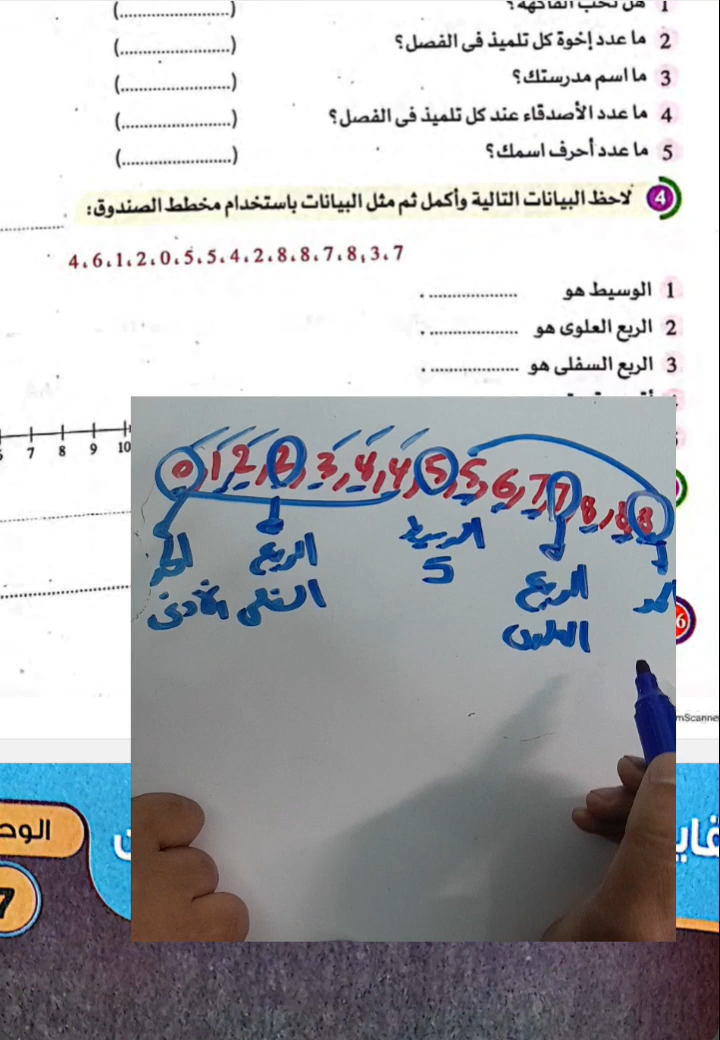 1 هل تحب الفاكهة؟ (........................)
2 ما عدد إخوة كل تلميذ فى الفصل؟ (........................)
3 ما اسم مدرستك؟ (........................)
4 ما عدد الأصدقاء عند كل تلميذ فى الفصل؟ (........................)
5 ما عدد أحرف اسمك؟ (........................)
4 لاحظ البيانات التالية وأكمل ثم مثل البيانات باستخدام مخطط الصندوق:
4،6،1،2،0،5،5،4،2،8،8،7،8،3،7
1 الوسيط هو .................... .
2 الربع العلوى هو .................... .
3 الربع السفلى هو .................... .
7 8 9 10
0,1,2,2,3,4,4,5,5,6,7,7,8,8,8
الوسيط
5
الربع
السفلى
الحد
الأدنى
الربع
العلوى
الحد
6
الوح
7